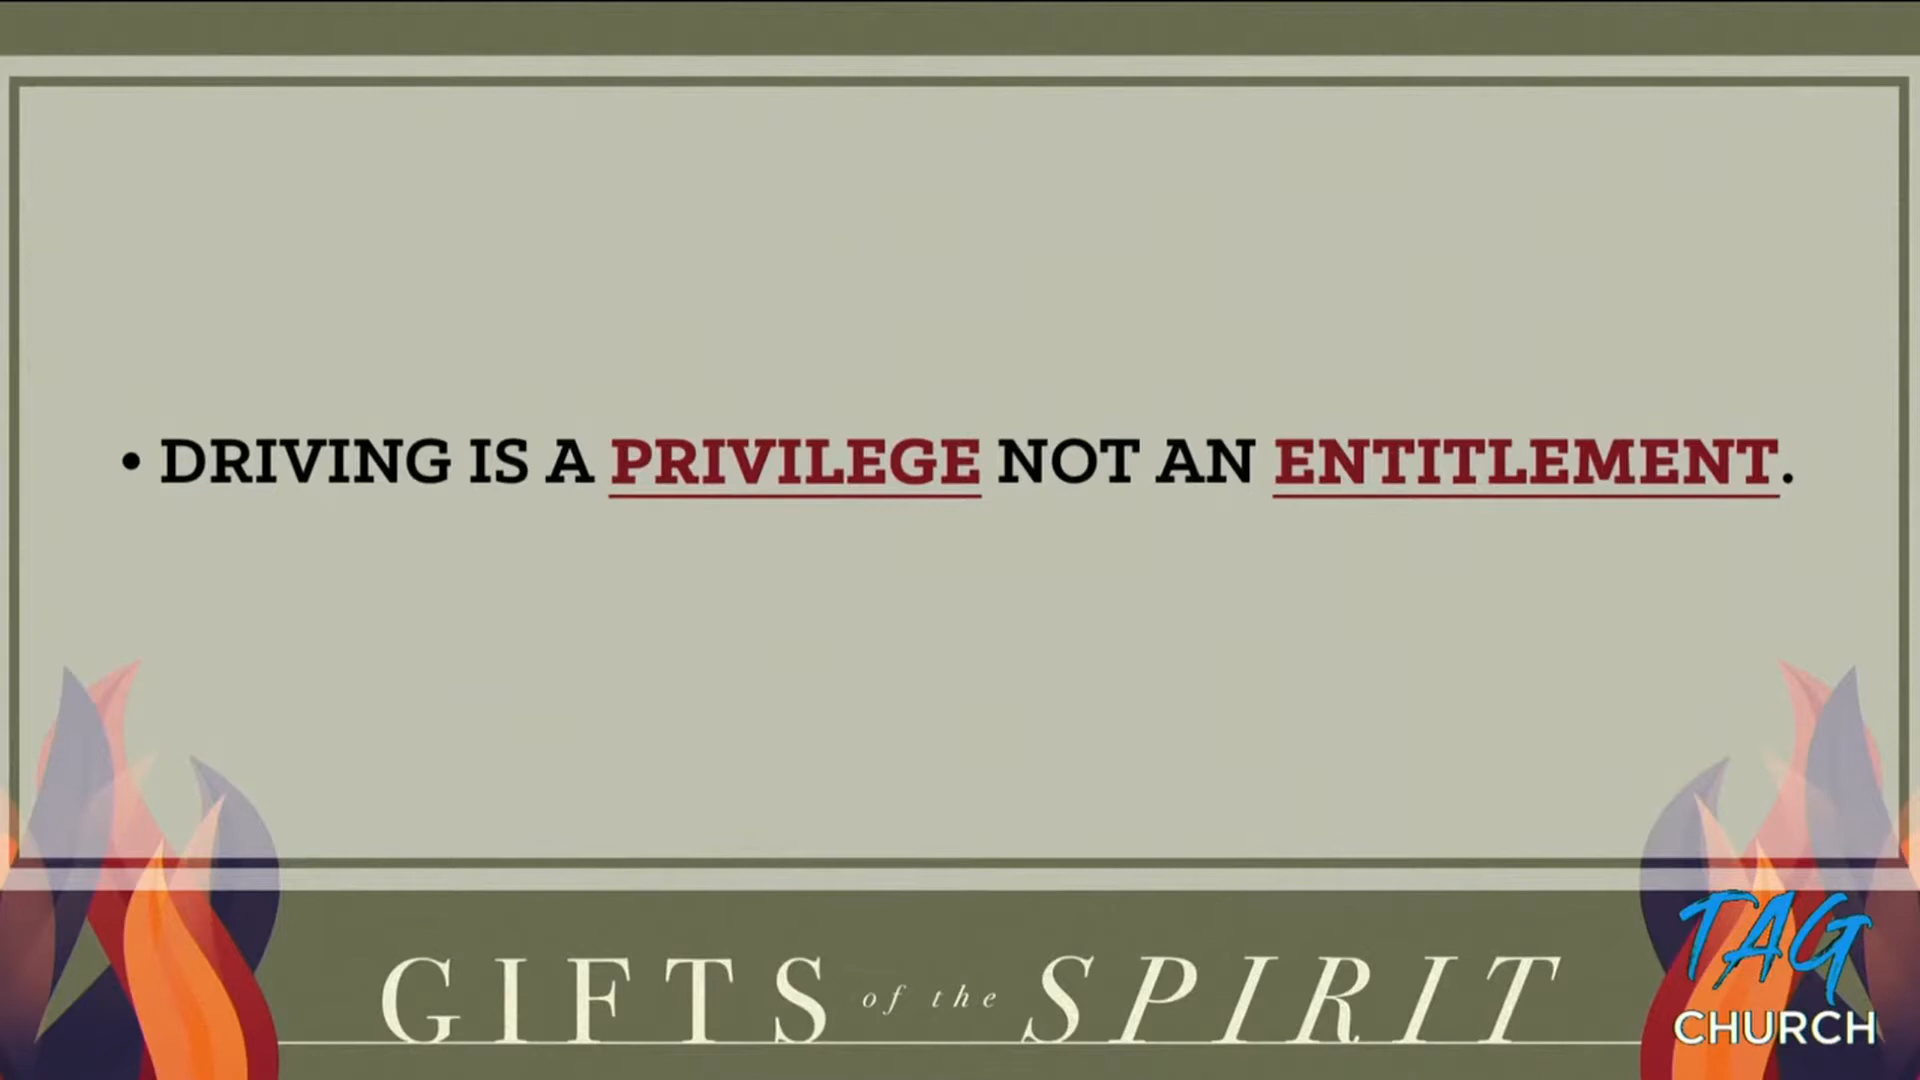 • DRIVING IS A PRIVILEGE NOT AN ENTITLEMENT.
GIFTS of the SPIRIT
TAG
CHURCH